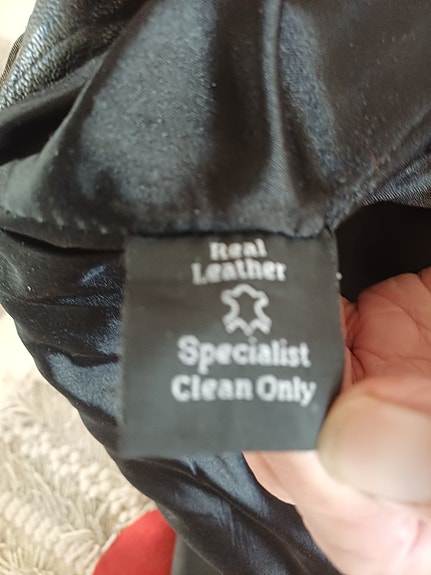 Real
Leather
Specialist
Clean Only